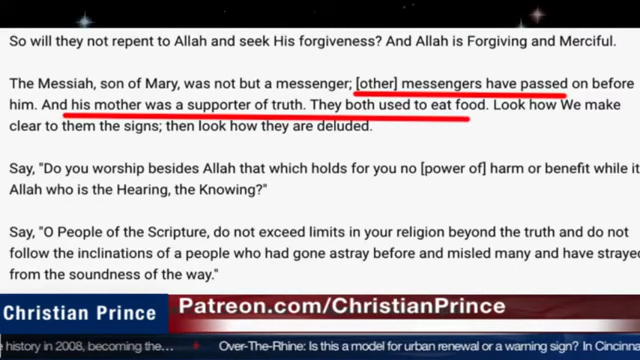 So will they not repent to Allah and seek His forgiveness? And Allah is Forgiving and Merciful.
The Messiah, son of Mary, was not but a messenger; [other] messengers have passed on before
him. And his mother was a supporter of truth. They both used to eat food. Look how We make
clear to them the signs; then look how they are deluded.
Say, "Do you worship besides Allah that which holds for you no [power of] harm or benefit while it
Allah who is the Hearing, the Knowing?"
Say, "O People of the Scripture, do not exceed limits in your religion beyond the truth and do not
follow the inclinations of a people who had gone astray before and misled many and have strayed
from the soundness of the way."
Christian Prince
Patreon.com/ChristianPrince
e history in 2008, becoming the...
Over-The-Rhine: Is this a model for urban renewal or a warning sign? In Cincinna